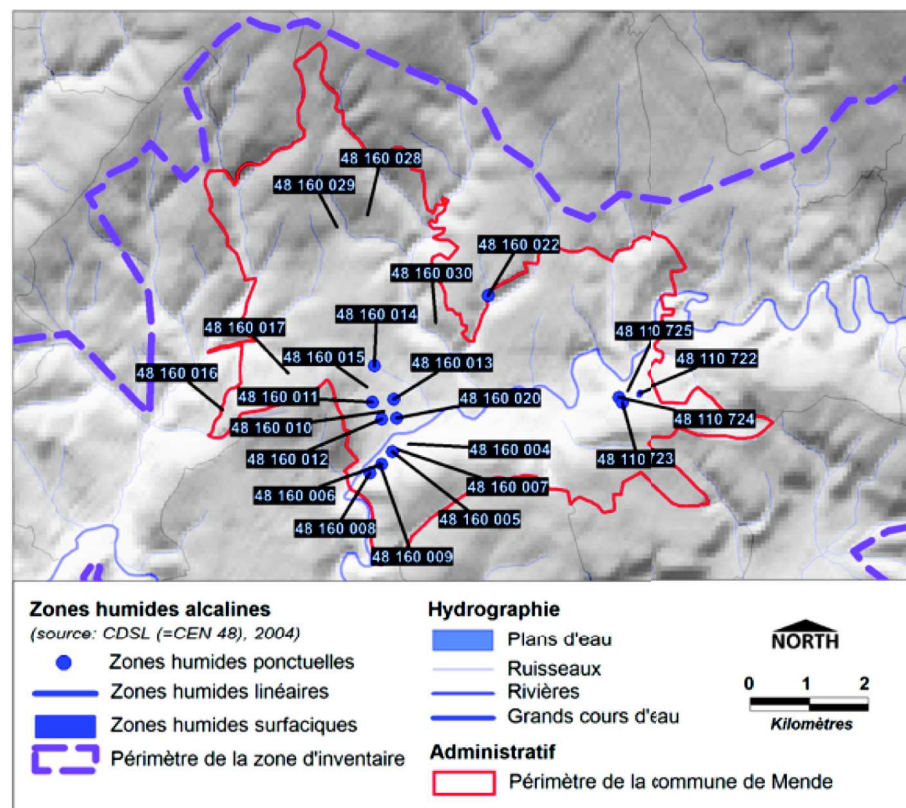 48 160 028
48 160 029
48 160 022
48 160 030
48 160 014
48 160 017
48 110 725
48 160 015
48 160 013
48 110 722
48 160 016
48 160 011
48 160 020
48 160 010
48 110 724
48 160 012
48 160 004
48 110 723
48 160 006
48 160 007
48 160 008
48 160 005
48 160 009
Zones humides alcalines
(source: CDSL (=CEN 48), 2004)
Zones humides ponctuelles
Zones humides linéaires
Zones humides surfaciques
Périmètre de la zone d'inventaire
Hydrographie
Plans d'eau
Ruisseaux
Rivières
Grands cours d'eau
Administratif
Périmètre de la commune de Mende
NORTH
0 1 2
Kilomètres